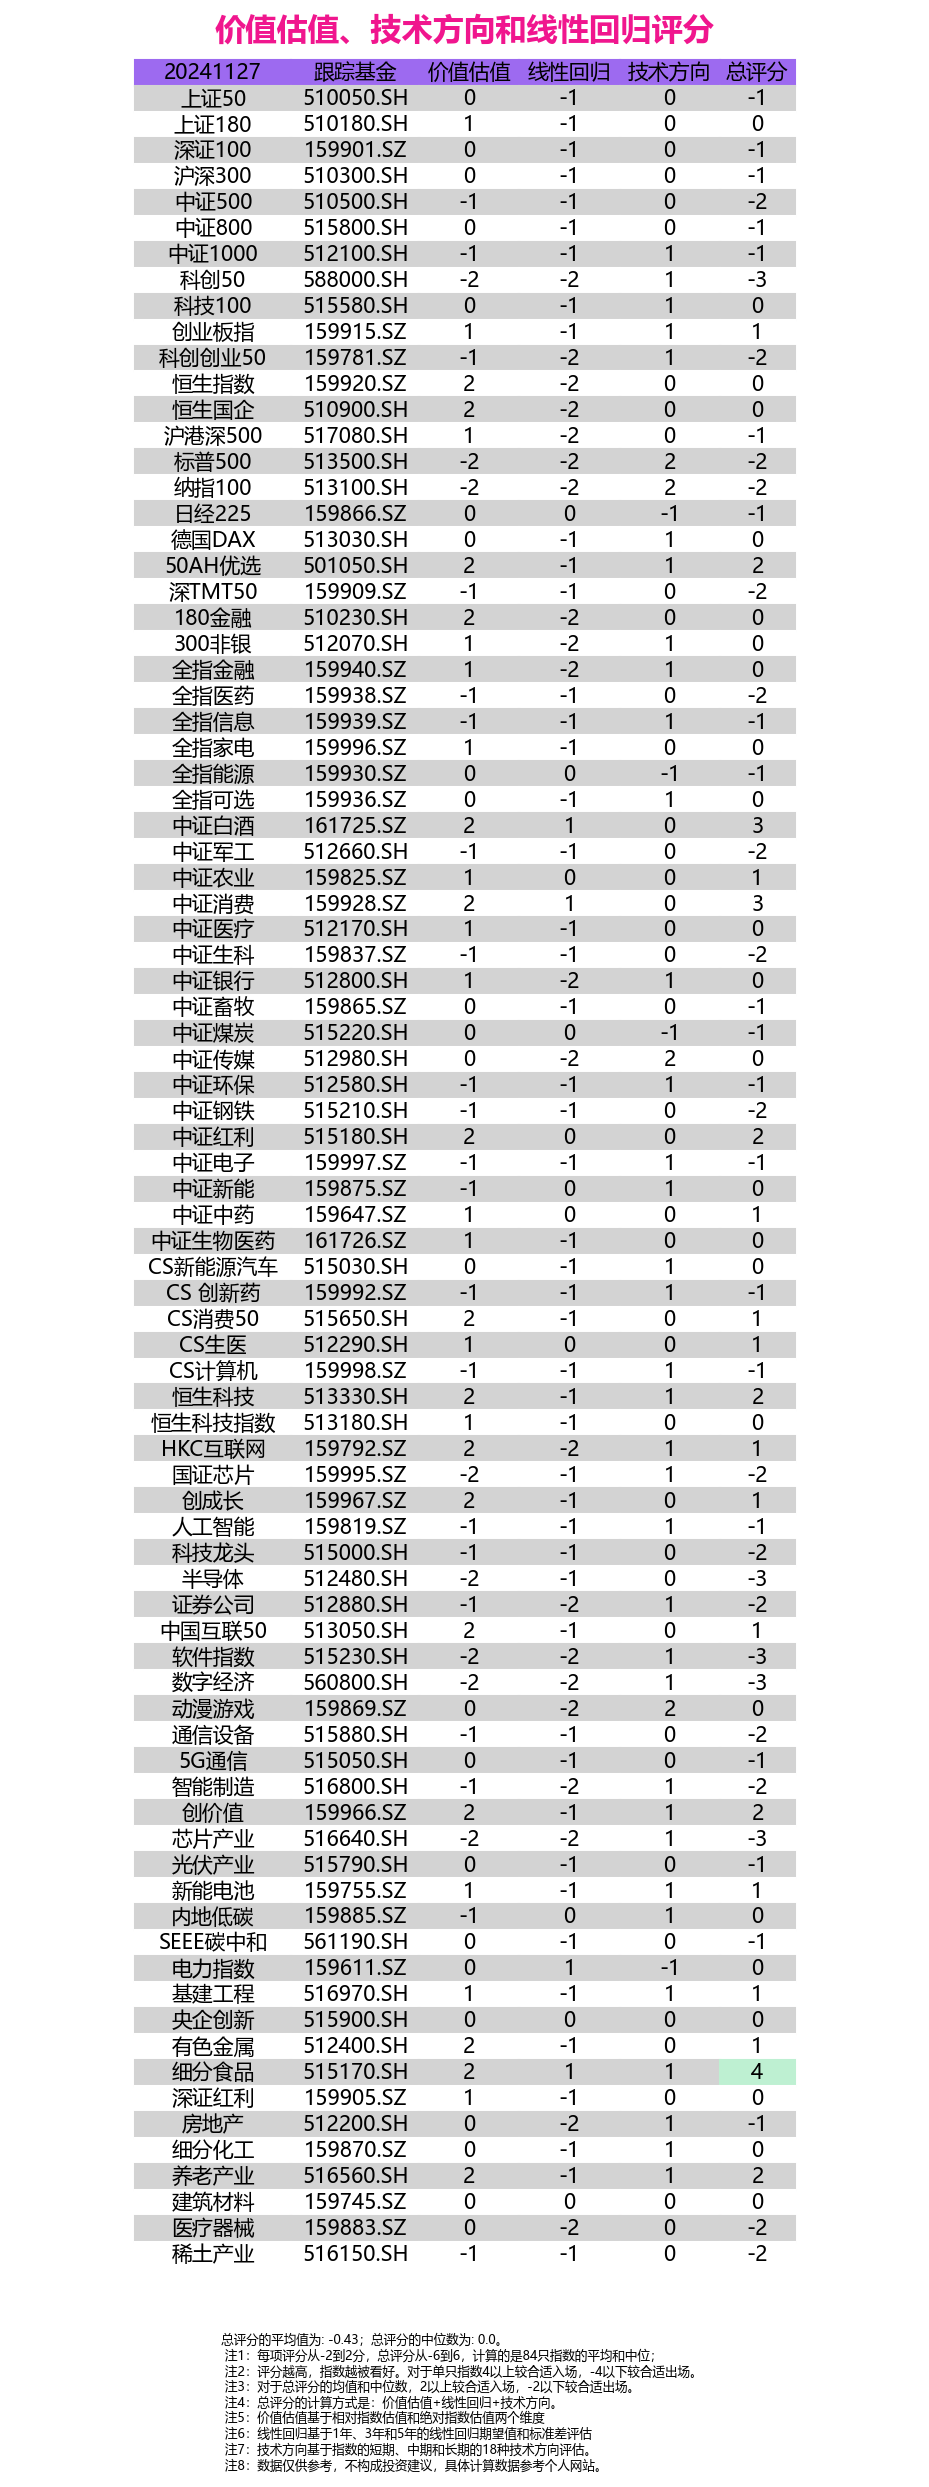 价值估值、技术方向和线性回归评分
20241127 跟踪基金 价值估值 线性回归 技术方向 总评分
上证50 510050.SH 0 -1 0 -1
上证180 510180.SH 1 -1 0 0
深证100 159901.SZ 0 -1 0 -1
沪深300 510300.SH 0 -1 0 -1
中证500 510500.SH -1 -1 0 -2
中证800 515800.SH 0 -1 0 -1
中证1000 512100.SH -1 -1 1 -1
科创50 588000.SH -2 -2 1 -3
科技100 515580.SH 0 -1 1 0
创业板指 159915.SZ 1 -1 1 1
科创创业50 159781.SZ -1 -2 1 -2
恒生指数 159920.SZ 2 -2 0 0
恒生国企 510900.SH 2 -2 0 0
沪港深500 517080.SH 1 -2 0 -1
标普500 513500.SH -2 -2 2 -2
纳指100 513100.SH -2 -2 2 -2
日经225 159866.SZ 0 0 -1 -1
德国DAX 513030.SH 0 -1 1 0
50AH优选 501050.SH 2 -1 1 2
深TMT50 159909.SZ -1 -1 0 -2
180金融 510230.SH 2 -2 0 0
300非银 512070.SH 1 -2 1 0
全指金融 159940.SZ 1 -2 1 0
全指医药 159938.SZ -1 -1 0 -2
全指信息 159939.SZ -1 -1 1 -1
全指家电 159996.SZ 1 -1 0 0
全指能源 159930.SZ 0 0 -1 -1
全指可选 159936.SZ 0 -1 1 0
中证白酒 161725.SZ 2 1 0 3
中证军工 512660.SH -1 -1 0 -2
中证农业 159825.SZ 1 0 0 1
中证消费 159928.SZ 2 1 0 3
中证医疗 512170.SH 1 -1 0 0
中证生科 159837.SZ -1 -1 0 -2
中证银行 512800.SH 1 -2 1 0
中证畜牧 159865.SZ 0 -1 0 -1
中证煤炭 515220.SH 0 0 -1 -1
中证传媒 512980.SH 0 -2 2 0
中证环保 512580.SH -1 -1 1 -1
中证钢铁 515210.SH -1 -1 0 -2
中证红利 515180.SH 2 0 0 2
中证电子 159997.SZ -1 -1 1 -1
中证新能 159875.SZ -1 0 1 0
中证中药 159647.SZ 1 0 0 1
中证生物医药 161726.SZ 1 -1 0 0
CS新能源汽车 515030.SH 0 -1 1 0
CS 创新药 159992.SZ -1 -1 1 -1
CS消费50 515650.SH 2 -1 0 1
CS生医 512290.SH 1 0 0 1
CS计算机 159998.SZ -1 -1 1 -1
恒生科技 513330.SH 2 -1 1 2
恒生科技指数 513180.SH 1 -1 0 0
HKC互联网 159792.SZ 2 -2 1 1
国证芯片 159995.SZ -2 -1 1 -2
创成长 159967.SZ 2 -1 0 1
人工智能 159819.SZ -1 -1 1 -1
科技龙头 515000.SH -1 -1 0 -2
半导体 512480.SH -2 -1 0 -3
证券公司 512880.SH -1 -2 1 -2
中国互联50 513050.SH 2 -1 0 1
软件指数 515230.SH -2 -2 1 -3
数字经济 560800.SH -2 -2 1 -3
动漫游戏 159869.SZ 0 -2 2 0
通信设备 515880.SH -1 -1 0 -2
5G通信 515050.SH 0 -1 0 -1
智能制造 516800.SH -1 -2 1 -2
创价值 159966.SZ 2 -1 1 2
芯片产业 516640.SH -2 -2 1 -3
光伏产业 515790.SH 0 -1 0 -1
新能电池 159755.SZ 1 -1 1 1
内地低碳 159885.SZ -1 0 1 0
SEEE碳中和 561190.SH 0 -1 0 -1
电力指数 159611.SZ 0 1 -1 0
基建工程 516970.SH 1 -1 1 1
央企创新 515900.SH 0 0 0 0
有色金属 512400.SH 2 -1 0 1
细分食品 515170.SH 2 1 1 4
深证红利 159905.SZ 1 -1 0 0
房地产 512200.SH 0 -2 1 -1
细分化工 159870.SZ 0 -1 1 0
养老产业 516560.SH 2 -1 1 2
建筑材料 159745.SZ 0 0 0 0
医疗器械 159883.SZ 0 -2 0 -2
稀土产业 516150.SH -1 -1 0 -2
总评分的平均值为: -0.43；总评分的中位数为: 0.0。
注1：每项评分从-2到2分，总评分从-6到6，计算的是84只指数的平均和中位；
注2：评分越高，指数越被看好。对于单只指数4以上较合适入场，-4以下较合适出场。
注3：对于总评分的均值和中位数，2以上较合适入场，-2以下较合适出场。
注4：总评分的计算方式是：价值估值+线性回归+技术方向。
注5：价值估值基于相对指数估值和绝对指数估值两个维度
注6：线性回归基于1年、3年和5年的线性回归期望值和标准差评估
注7：技术方向基于指数的短期、中期和长期的18种技术方向评估。
注8：数据仅供参考，不构成投资建议，具体计算数据参考个人网站。